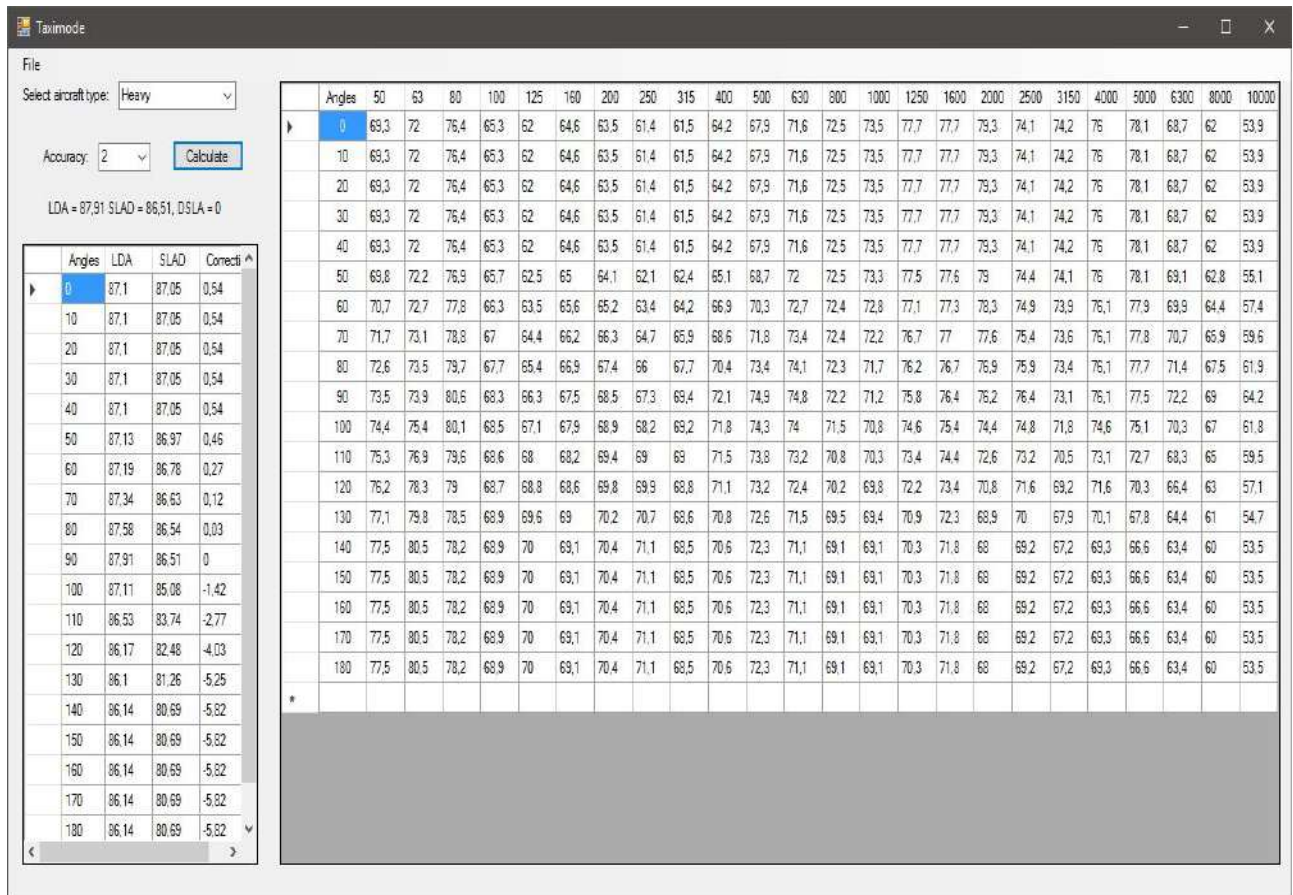 Taximode
File
Select aircraft type: Heavy
Accuracy: 2 Calculate
LDA = 87,91 SLAD = 86,51, DSLA = 0
Angles LDA SLAD Correcti
0 87,1 87,05 0,54
10 87,1 87,05 0,54
20 87,1 87,05 0,54
30 87,1 87,05 0,54
40 87,1 87,05 0,54
50 87,13 86,97 0,46
60 87,19 86,78 0,27
70 87,34 86,63 0,12
80 87,58 86,54 0,03
90 87,91 86,51 0
100 87,11 85,08 -1,42
110 86,53 83,74 -2,77
120 86,17 82,48 -4,03
130 86,1 81,26 -5,25
140 86,14 80,69 -5,82
150 86,14 80,69 -5,82
160 86,14 80,69 -5,82
170 86,14 80,69 -5,82
180 86,14 80,69 -5,82
Angles 50 63 80 100 125 160 200 250 315 400 500 630 800 1000 1250 1600 2000 2500 3150 4000 5000 6300 8000 10000
0 69,3 72 76,4 65,3 62 64,6 63,5 61,4 61,5 64,2 67,9 71,6 72,5 73,5 77,7 77,7 79,3 74,1 74,2 76 78,1 68,7 62 53,9
10 69,3 72 76,4 65,3 62 64,6 63,5 61,4 61,5 64,2 67,9 71,6 72,5 73,5 77,7 77,7 79,3 74,1 74,2 76 78,1 68,7 62 53,9
20 69,3 72 76,4 65,3 62 64,6 63,5 61,4 61,5 64,2 67,9 71,6 72,5 73,5 77,7 77,7 79,3 74,1 74,2 76 78,1 68,7 62 53,9
30 69,3 72 76,4 65,3 62 64,6 63,5 61,4 61,5 64,2 67,9 71,6 72,5 73,5 77,7 77,7 79,3 74,1 74,2 76 78,1 68,7 62 53,9
40 69,3 72 76,4 65,3 62 64,6 63,5 61,4 61,5 64,2 67,9 71,6 72,5 73,5 77,7 77,7 79,3 74,1 74,2 76 78,1 68,7 62 53,9
50 69,8 72,2 76,9 65,7 62,5 65 64,1 62,1 62,4 65,1 68,7 72 72,5 73,3 77,5 77,6 79 74,4 74,1 76 78,1 69,1 62,8 55,1
60 70,7 72,7 77,8 66,3 63,5 65,6 65,2 63,4 64,2 66,9 70,3 72,7 72,4 72,8 77,1 77,3 78,3 74,9 73,9 76,1 77,9 69,9 64,4 57,4
70 71,7 73,1 78,8 67 64,4 66,2 66,3 64,7 65,9 68,6 71,8 73,4 72,4 72,2 76,7 77 77,6 75,4 73,6 76,1 77,8 70,7 65,9 59,6
80 72,6 73,5 79,7 67,7 65,4 66,9 67,4 66 67,7 70,4 73,4 74,1 72,3 71,7 76,2 76,7 76,9 75,9 73,4 76,1 77,7 71,4 67,5 61,9
90 73,5 73,9 80,6 68,3 66,3 67,5 68,5 67,3 69,4 72,1 74,9 74,8 72,2 71,2 75,8 76,4 76,2 76,4 73,1 76,1 77,5 72,2 69 64,2
100 74,4 75,4 80,1 68,5 67,1 67,9 68,9 68,2 69,2 71,8 74,3 74 71,5 70,8 74,6 75,4 74,4 74,8 71,8 74,6 75,1 70,3 67 61,8
110 75,3 76,9 79,6 68,6 68 68,2 69,4 69 69 71,5 73,8 73,2 70,8 70,3 73,4 74,4 72,6 73,2 70,5 73,1 72,7 68,3 65 59,5
120 76,2 78,3 79 68,7 68,8 68,6 69,8 69,9 68,8 71,1 73,2 72,4 70,2 69,8 72,2 73,4 70,8 71,6 69,2 71,6 70,3 66,4 63 57,1
130 77,1 79,8 78,5 68,9 69,6 69 70,2 70,7 68,6 70,8 72,6 71,5 69,5 69,4 70,9 72,3 68,9 70 67,9 70,1 67,8 64,4 61 54,7
140 77,5 80,5 78,2 68,9 70 69,1 70,4 71,1 68,5 70,6 72,3 71,1 69,1 69,1 70,3 71,8 68 69,2 67,2 69,3 66,6 63,4 60 53,5
150 77,5 80,5 78,2 68,9 70 69,1 70,4 71,1 68,5 70,6 72,3 71,1 69,1 69,1 70,3 71,8 68 69,2 67,2 69,3 66,6 63,4 60 53,5
160 77,5 80,5 78,2 68,9 70 69,1 70,4 71,1 68,5 70,6 72,3 71,1 69,1 69,1 70,3 71,8 68 69,2 67,2 69,3 66,6 63,4 60 53,5
170 77,5 80,5 78,2 68,9 70 69,1 70,4 71,1 68,5 70,6 72,3 71,1 69,1 69,1 70,3 71,8 68 69,2 67,2 69,3 66,6 63,4 60 53,5
180 77,5 80,5 78,2 68,9 70 69,1 70,4 71,1 68,5 70,6 72,3 71,1 69,1 69,1 70,3 71,8 68 69,2 67,2 69,3 66,6 63,4 60 53,5